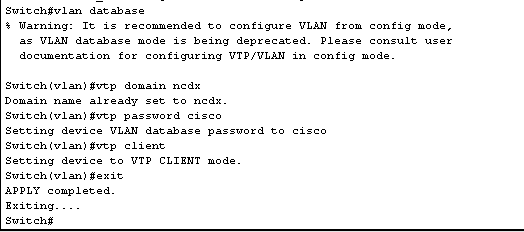 Switch#vlan database
% Warning: It is recommended to configure VLAN from config mode,
as VLAN database mode is being deprecated. Please consult user
documentation for configuring VTP/VLAN in config mode.
Switch(vlan)#vtp domain ncdx
Domain name already set to ncdx.
Switch(vlan)#vtp password cisco
Setting device VLAN database password to cisco
Switch(vlan)#vtp client
Setting device to VTP CLIENT mode.
Switch(vlan)#exit
APPLY completed.
Exiting....
Switch#